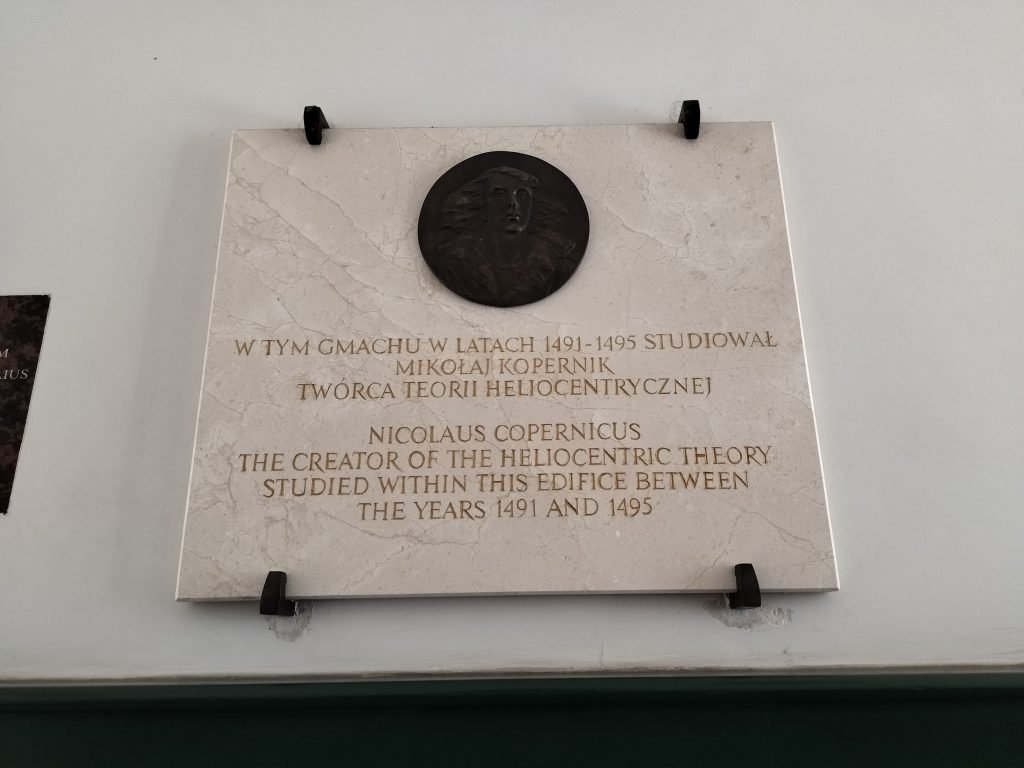 W TYM GMACHU W LATACH 1491-1495 STUDIOWAŁ
MIKOŁAJ KOPERNIK
TWÓRCA TEORII HELIOCENTRYCZNEJ
NICOLAUS COPERNICUS
THE CREATOR OF THE HELIOCENTRIC THEORY
STUDIED WITHIN THIS EDIFICE BETWEEN
THE YEARS 1491 AND 1495